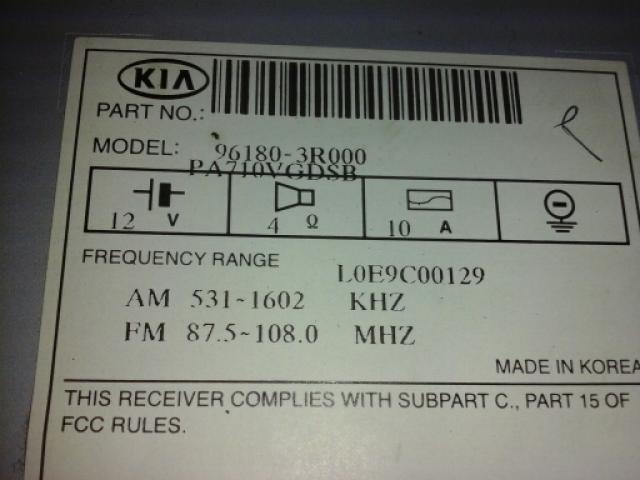 KIA
PART NO.:
MODEL: 96180-3R000
PA710VGDSB
12 V 4 Ω 10 A
FREQUENCY RANGE
L0E9C00129
AM 531~1602 KHZ
FM 87.5~108.0 MHZ
MADE IN KOREA
THIS RECEIVER COMPLIES WITH SUBPART C., PART 15 OF
FCC RULES.